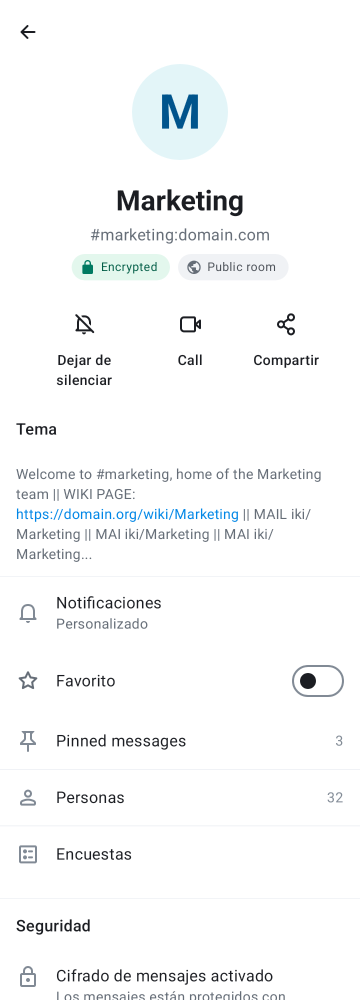 M
Marketing
#marketing:domain.com
Encrypted
Public room
Dejar de
silenciar
Call
Compartir
Tema
Welcome to #marketing, home of the Marketing
team || WIKI PAGE:
https://domain.org/wiki/Marketing || MAIL iki/
Marketing || MAI iki/Marketing || MAI iki/
Marketing...
Notificaciones
Personalizado
Favorito
Pinned messages
3
Personas
32
Encuestas
Seguridad
Cifrado de mensajes activado
Los mensajes están protegidos con